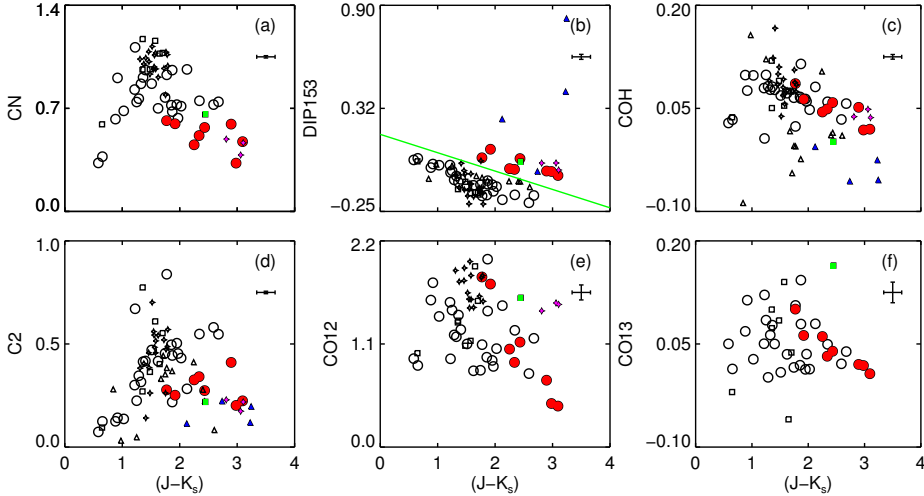 1.4 (a) 0.90 (b) 0.20 (c)
CN 0.7 DIP153 0.32 COH 0.05
0.0 -0.25 -0.10
1.0 (d) 2.2 (e) 0.20 (f)
C2 0.5 CO12 1.1 CO13 0.05
0.0 0.0 -0.10
0 1 2 3 4 0 1 2 3 4 0 1 2 3 4
(J-Ks) (J-Ks) (J-Ks)